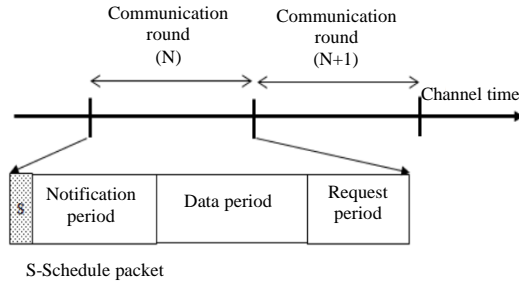 Communication
round
(N)
Communication
round
(N+1)
Channel time
S
Notification
period
Data period
Request
period
S-Schedule packet